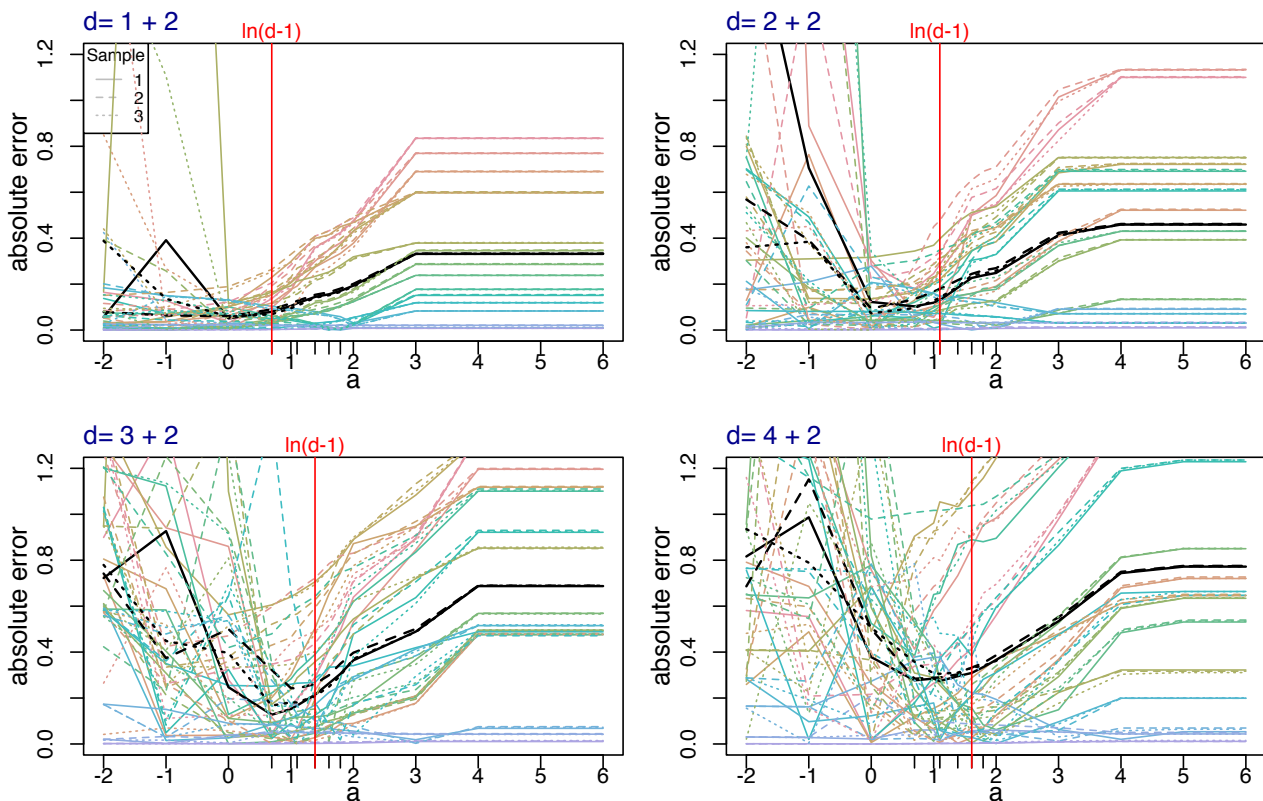 d= 1 + 2
ln(d-1)
Sample
1
2
3
absolute error
0.0 0.4 0.8 1.2
-2 -1 0 1 2 3 4 5 6
a
d= 2 + 2
ln(d-1)
absolute error
0.0 0.4 0.8 1.2
-2 -1 0 1 2 3 4 5 6
a
d= 3 + 2
ln(d-1)
absolute error
0.0 0.4 0.8 1.2
-2 -1 0 1 2 3 4 5 6
a
d= 4 + 2
ln(d-1)
absolute error
0.0 0.4 0.8 1.2
-2 -1 0 1 2 3 4 5 6
a